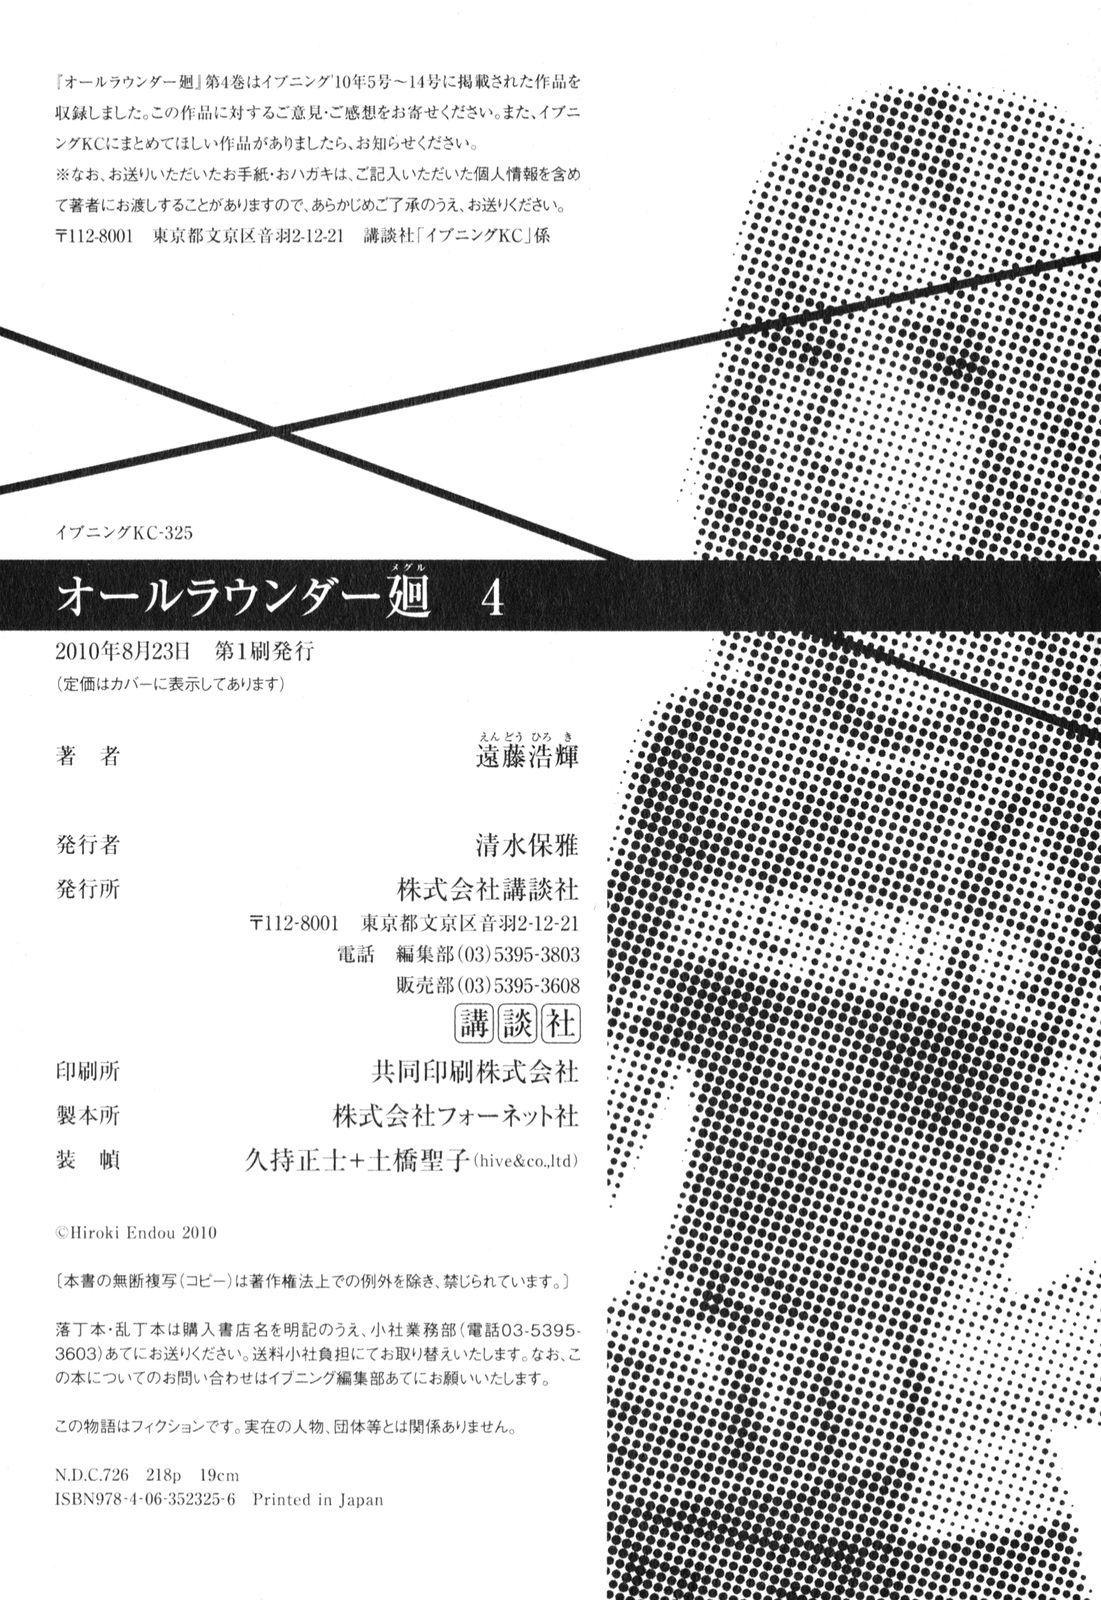 『オールラウンダー廻』第4巻はイブニング'10年5号〜14号に掲載された作品を
収録しました。この作品に対するご意見・ご感想をお寄せください。また、イブニ
ングKCにまとめてほしい作品がありましたら、お知らせください。
※なお、お送りいただいたお手紙・おハガキは、ご記入いただいた個人情報を含め
て著者にお渡しすることがありますので、あらかじめご了承のうえ、お送りください。
〒112-8001　東京都文京区音羽2-12-21　講談社「イブニングKC」係
イブニングKC-325
メグル
オールラウンダー廻　4
2010年8月23日　第1刷発行
（定価はカバーに表示してあります）
えん どう ひろ き
著　者　遠藤浩輝
発行者　清水保雅
発行所　株式会社講談社
〒112-8001　東京都文京区音羽2-12-21
電話　編集部(03)5395-3803
販売部(03)5395-3608
講談社
印刷所　共同印刷株式会社
製本所　株式会社フォーネット社
装　幀　久持正士＋土橋聖子(hive&co.,ltd)
©Hiroki Endou 2010
〔本書の無断複写(コピー)は著作権法上での例外を除き、禁じられています。〕
落丁本・乱丁本は購入書店名を明記のうえ、小社業務部(電話03-5395-
3603)あてにお送りください。送料小社負担にてお取り替えいたします。なお、こ
の本についてのお問い合わせはイブニング編集部あてにお願いいたします。
この物語はフィクションです。実在の人物、団体等とは関係ありません。
N.D.C.726　218p　19cm
ISBN978-4-06-352325-6　Printed in Japan